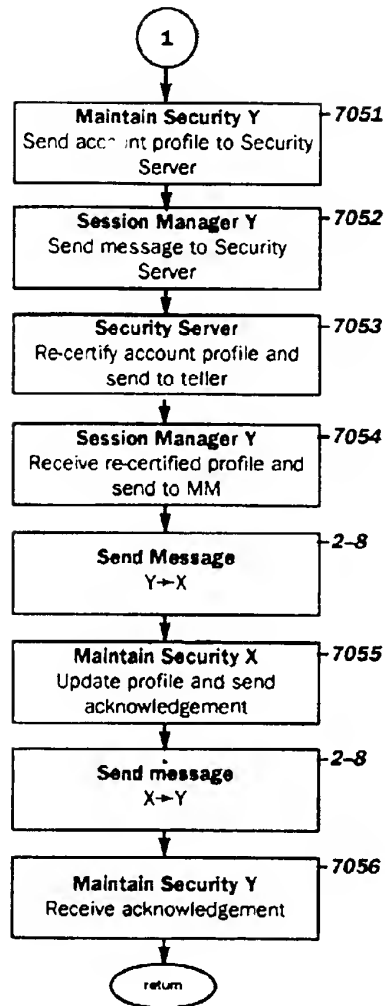 1
Maintain Security Y
7051
Send account profile to Security
Server
Session Manager Y
7052
Send message to Security
Server
Security Server
7053
Re-certify account profile and
send to teller
Session Manager Y
7054
Receive re-certified profile and
send to MM
Send Message
2-8
Y→X
Maintain Security X
7055
Update profile and send
acknowledgement
Send message
2-8
X→Y
Maintain Security Y
7056
Receive acknowledgement
return